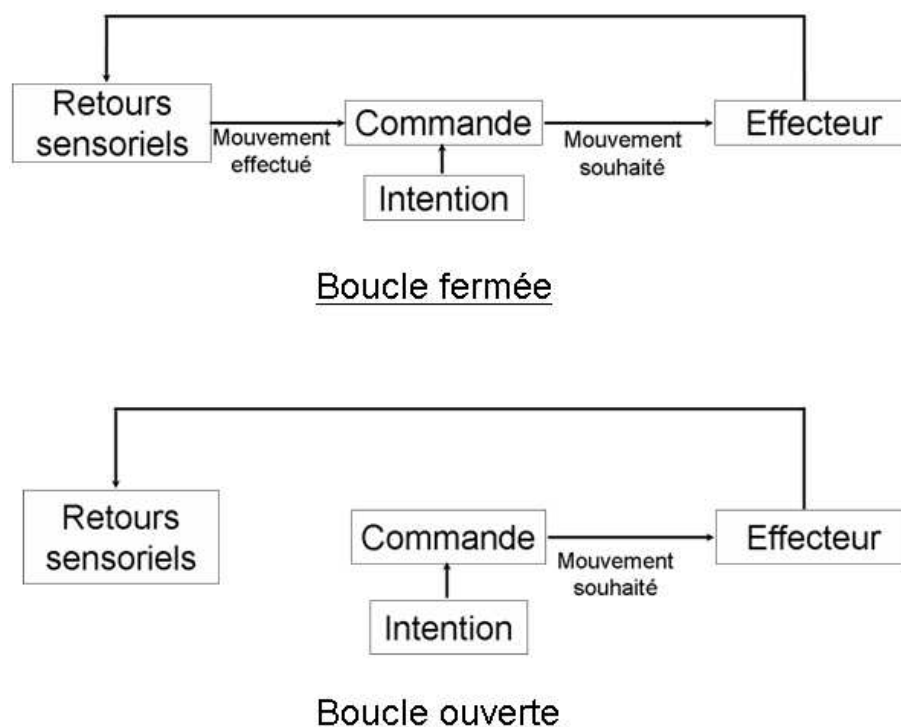 Retours
sensoriels
Mouvement
effectué
Commande
Mouvement
souhaité
Effecteur
Intention
Boucle fermée
Retours
sensoriels
Commande
Mouvement
souhaité
Effecteur
Intention
Boucle ouverte